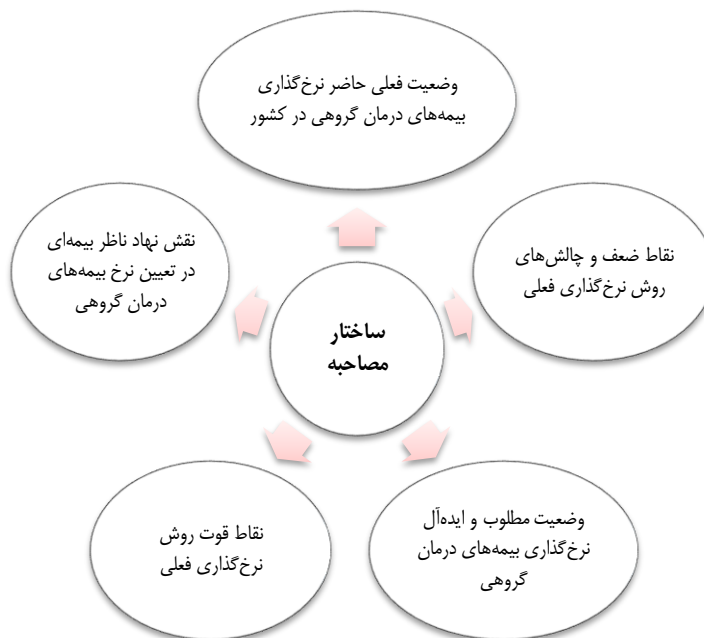 وضعیت فعلی حاضر نرخ‌گذاری
بیمه‌های درمان گروهی در کشور
نقاط ضعف و چالش‌های
روش نرخ‌گذاری فعلی
نقش نهاد ناظر بیمه‌ای
در تعیین نرخ بیمه‌های
درمان گروهی
ساختار
مصاحبه
وضعیت مطلوب و ایده‌آل
نرخ‌گذاری بیمه‌های درمان
گروهی
نقاط قوت روش
نرخ‌گذاری فعلی